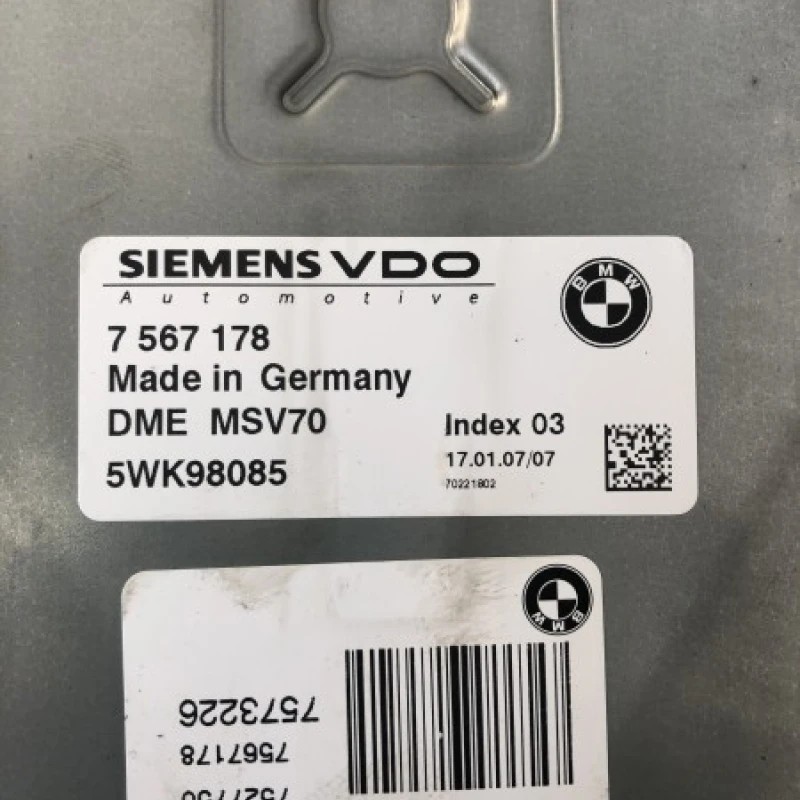 SIEMENS VDO
Automotive
BMW
7 567 178
Made in Germany
DME MSV70
Index 03
5WK98085
17.01.07/07
70221802
BMW
7573226
7567178